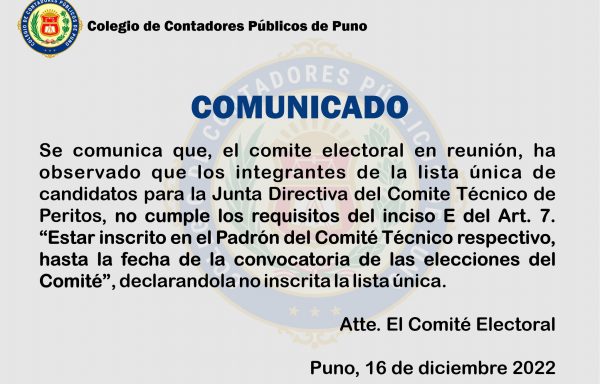 Colegio de Contadores Públicos de Puno
COMUNICADO
Se comunica que, el comite electoral en reunión, ha
observado que los integrantes de la lista única de
candidatos para la Junta Directiva del Comite Técnico de
Peritos, no cumple los requisitos del inciso E del Art. 7.
“Estar inscrito en el Padrón del Comité Técnico respectivo,
hasta la fecha de la convocatoria de las elecciones del
Comité”, declarandola no inscrita la lista única.
Atte. El Comité Electoral
Puno, 16 de diciembre 2022